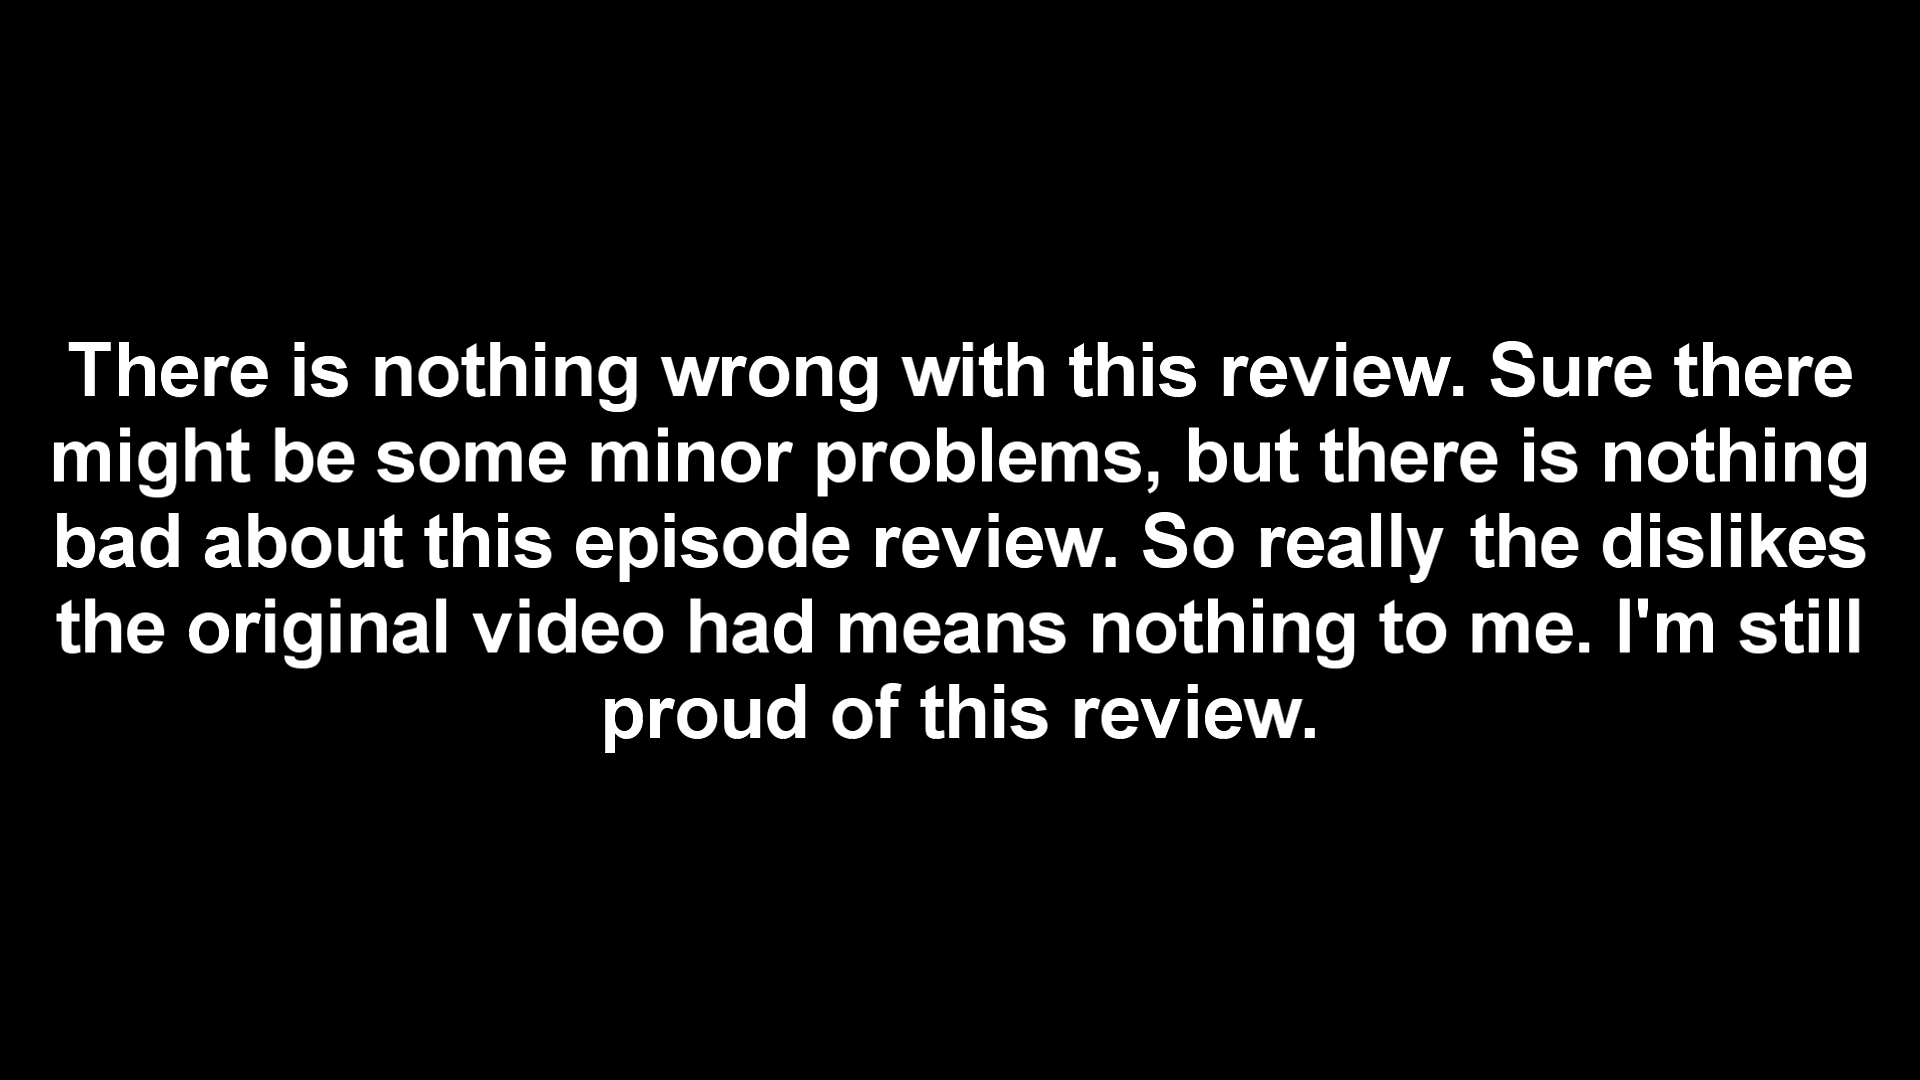 There is nothing wrong with this review. Sure there
might be some minor problems, but there is nothing
bad about this episode review. So really the dislikes
the original video had means nothing to me. I'm still
proud of this review.